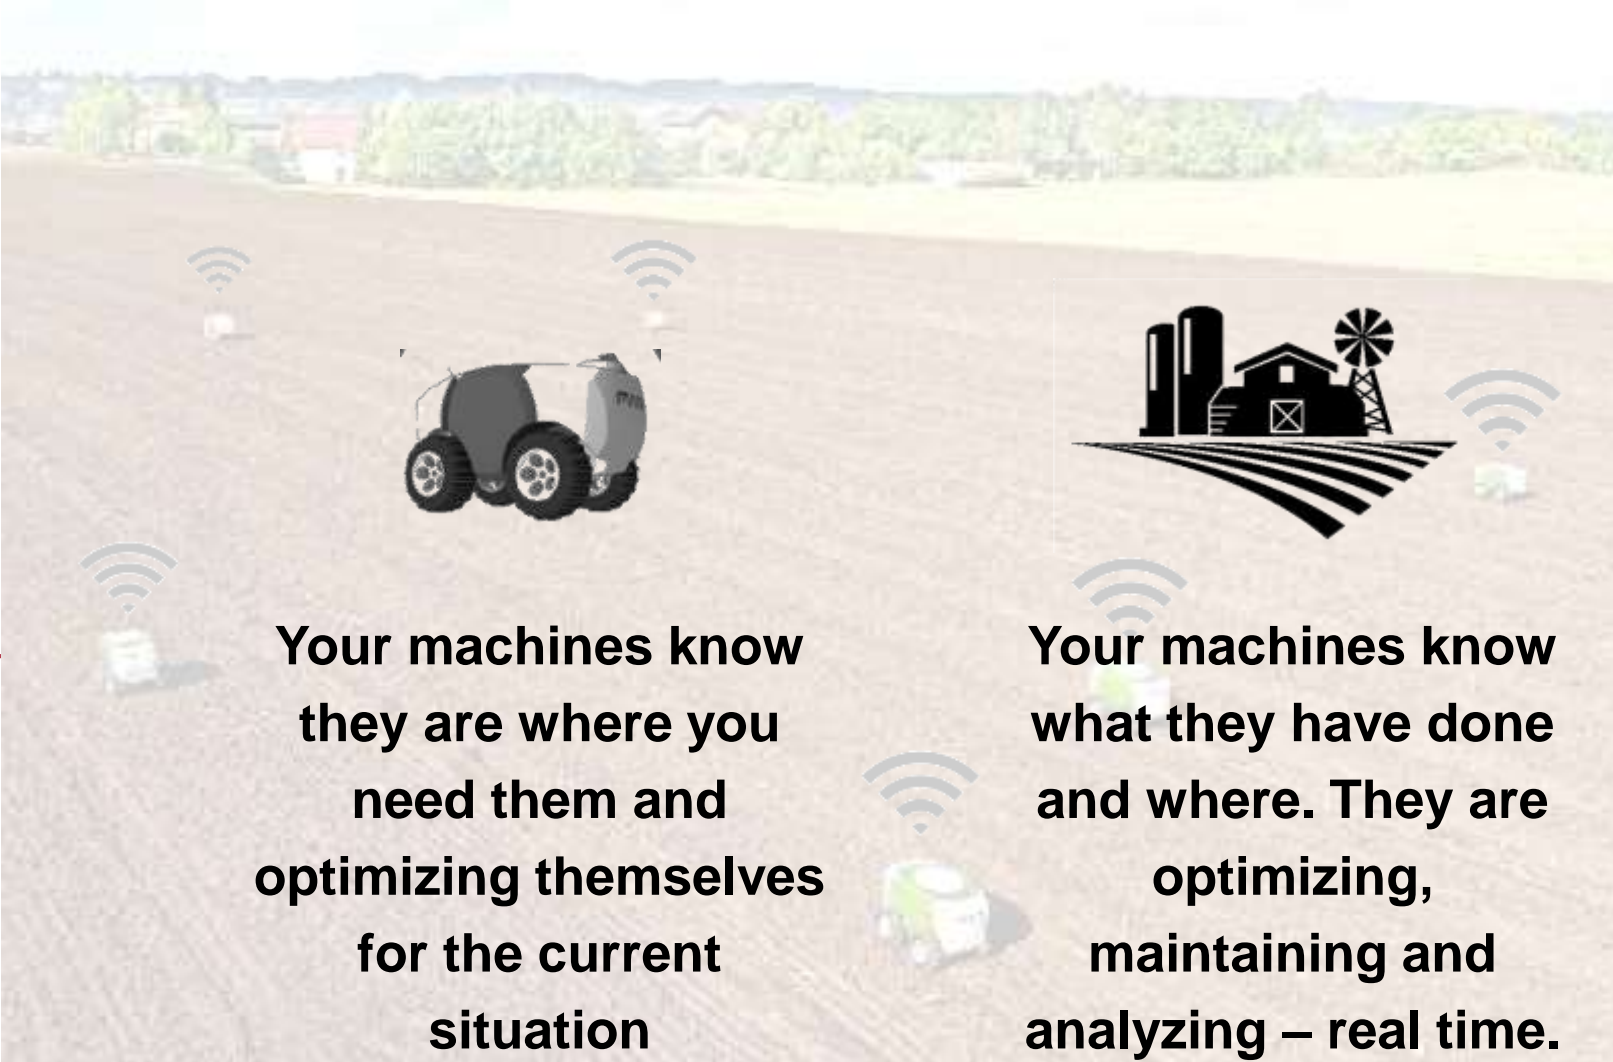 Your machines know
they are where you
need them and
optimizing themselves
for the current
situation
Your machines know
what they have done
and where. They are
optimizing,
maintaining and
analyzing – real time.